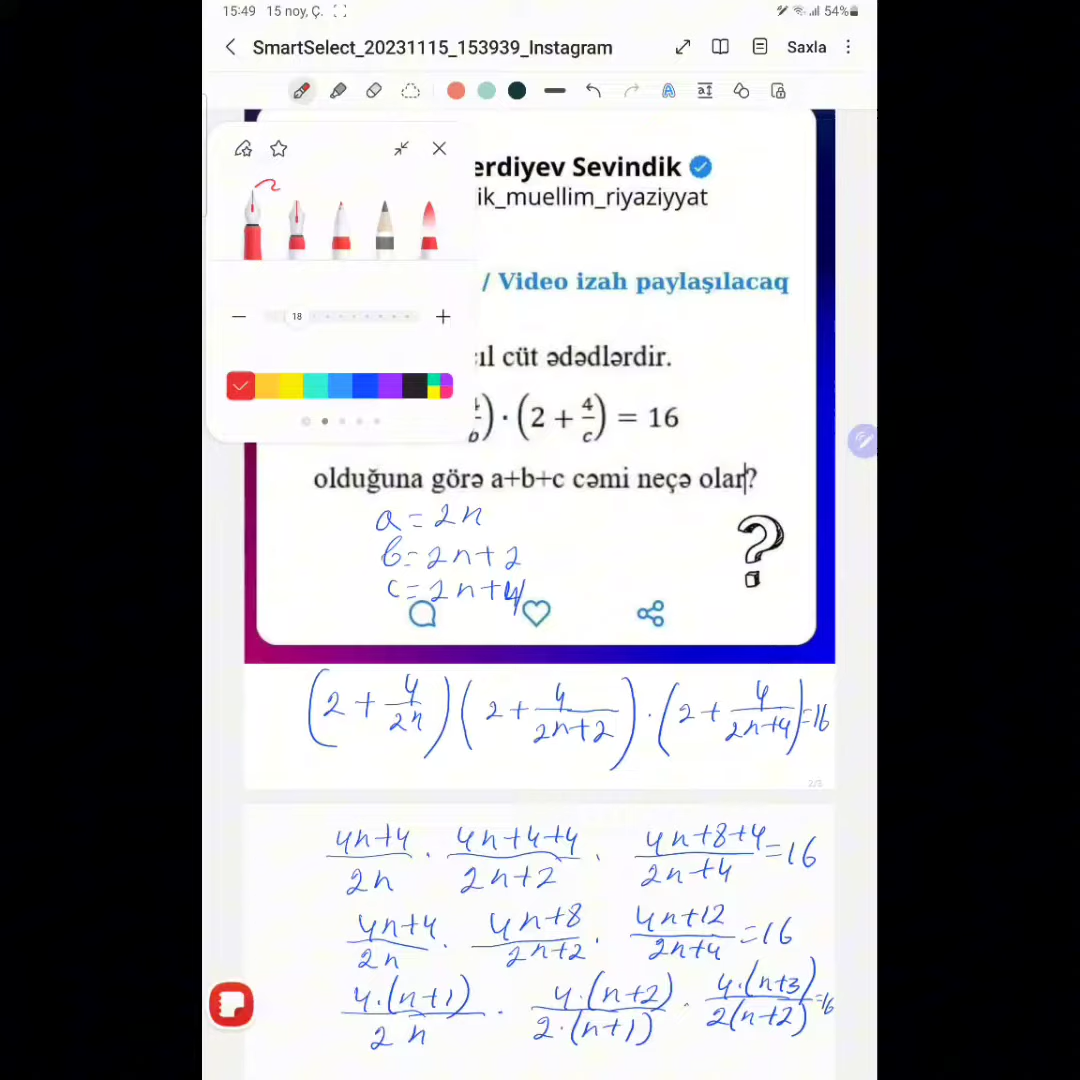 15:49 15 noy, Ç. 54%
SmartSelect_20231115_153939_Instagram Saxla
erdiyev Sevindik
ik_muellim_riyaziyyat
/ Video izah paylaşılacaq
18
cüt ədədlərdir.
) · (2 + 4/c) = 16
olduğuna görə a+b+c cəmi neçə olar?
a = 2n
b = 2n+2
c = 2n+4
?
(2 + 4/2n) (2 + 4/2n+2) · (2 + 4/2n+4) = 16
2/3
4n+4/2n · 4n+4+4/2n+2 · 4n+8+4/2n+4 = 16
4n+4/2n · 4n+8/2n+2 · 4n+12/2n+4 = 16
4·(n+1)/2n · 4·(n+2)/2·(n+1) · 4·(n+3)/2(n+2) = 16